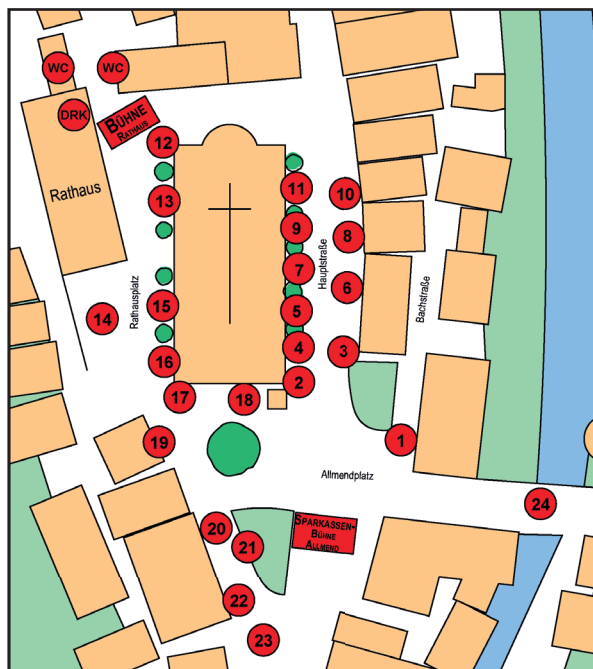 WC
WC
DRK
BÜHNE
RATHAUS
12
Rathaus
13
11
10
9
8
Hauptstraße
7
6
Bachstraße
Rathausplatz
15
14
5
16
4
3
2
17
18
19
1
Allmendplatz
24
SPARKASSEN-
BÜHNE
ALLMEND
20
21
22
23